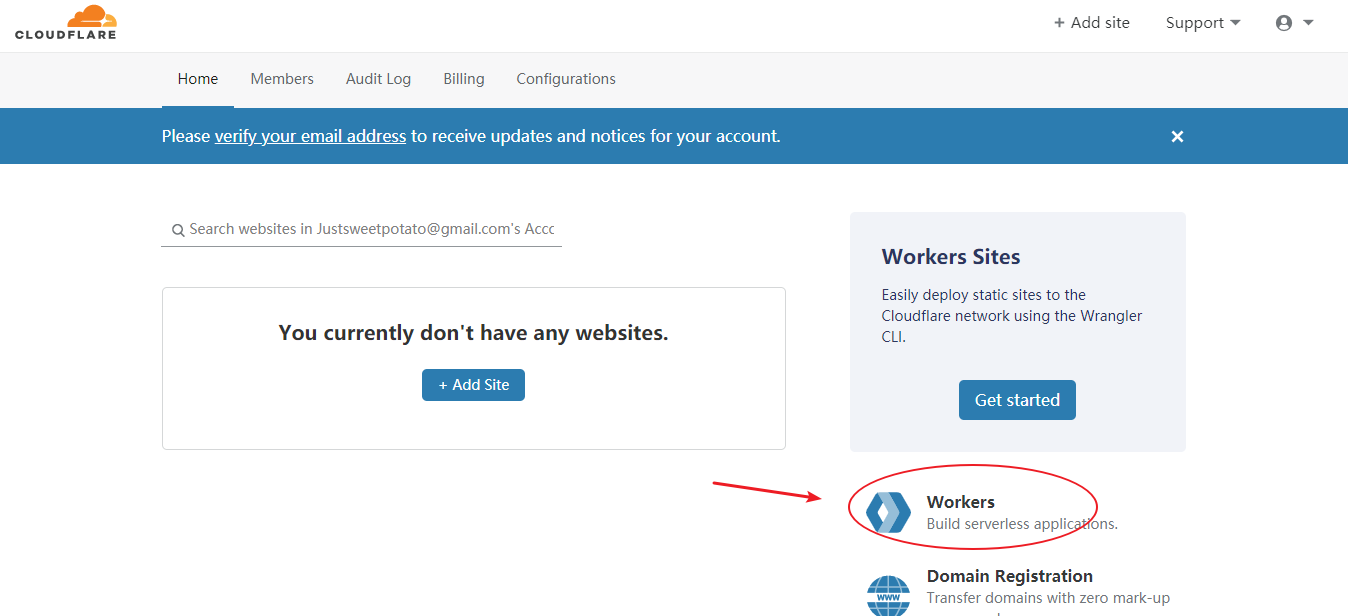 CLOUDFLARE
+ Add site
Support
Home
Members
Audit Log
Billing
Configurations
Please verify your email address to receive updates and notices for your account.
Search websites in Justsweetpotato@gmail.com's Acco
You currently don't have any websites.
+ Add Site
Workers Sites
Easily deploy static sites to the
Cloudflare network using the Wrangler
CLI.
Get started
Workers
Build serverless applications.
WWW
Domain Registration
Transfer domains with zero mark-up